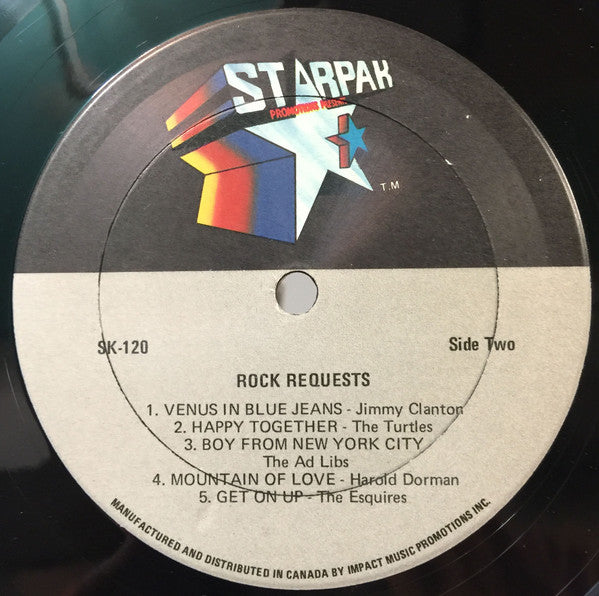 STARPAK
PROMOTIONS PRESENTS
T.M
SK-120
Side Two
ROCK REQUESTS
1. VENUS IN BLUE JEANS - Jimmy Clanton
2. HAPPY TOGETHER - The Turtles
3. BOY FROM NEW YORK CITY
The Ad Libs
4. MOUNTAIN OF LOVE - Harold Dorman
5. GET ON UP - The Esquires
MANUFACTURED AND DISTRIBUTED IN CANADA BY IMPACT MUSIC PROMOTIONS INC.